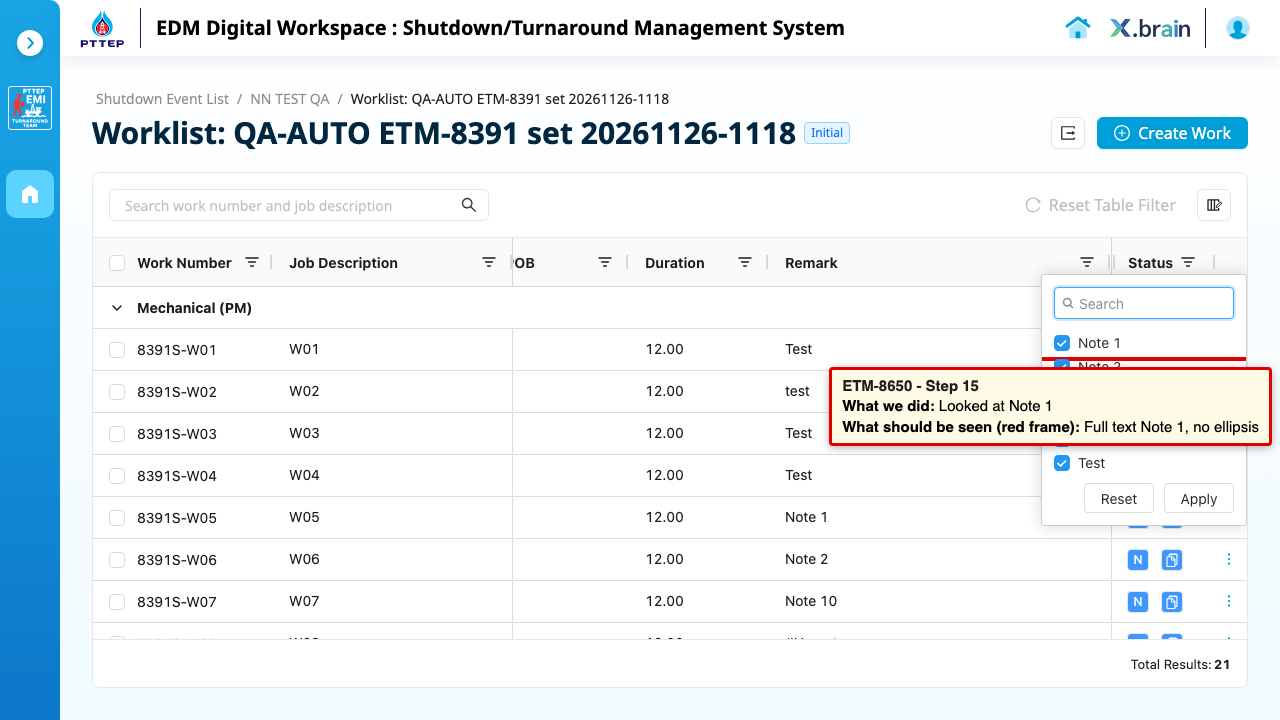 PTTEP
EDM Digital Workspace : Shutdown/Turnaround Management System
X.brain
PTTEP
EMI
TURNAROUND
TEAM
Shutdown Event List / NN TEST QA / Worklist: QA-AUTO ETM-8391 set 20261126-1118
Worklist: QA-AUTO ETM-8391 set 20261126-1118 Initial
Create Work
Search work number and job description
Reset Table Filter
Work Number Job Description OB Duration Remark Status
Mechanical (PM)
Search
Note 1
Note 2
8391S-W01 W01 12.00 Test
8391S-W02 W02 12.00 test
8391S-W03 W03 12.00 Test
8391S-W04 W04 12.00 Test
8391S-W05 W05 12.00 Note 1
8391S-W06 W06 12.00 Note 2 N
8391S-W07 W07 12.00 Note 10 N
ETM-8650 - Step 15
What we did: Looked at Note 1
What should be seen (red frame): Full text Note 1, no ellipsis
Test
Reset Apply
Total Results: 21